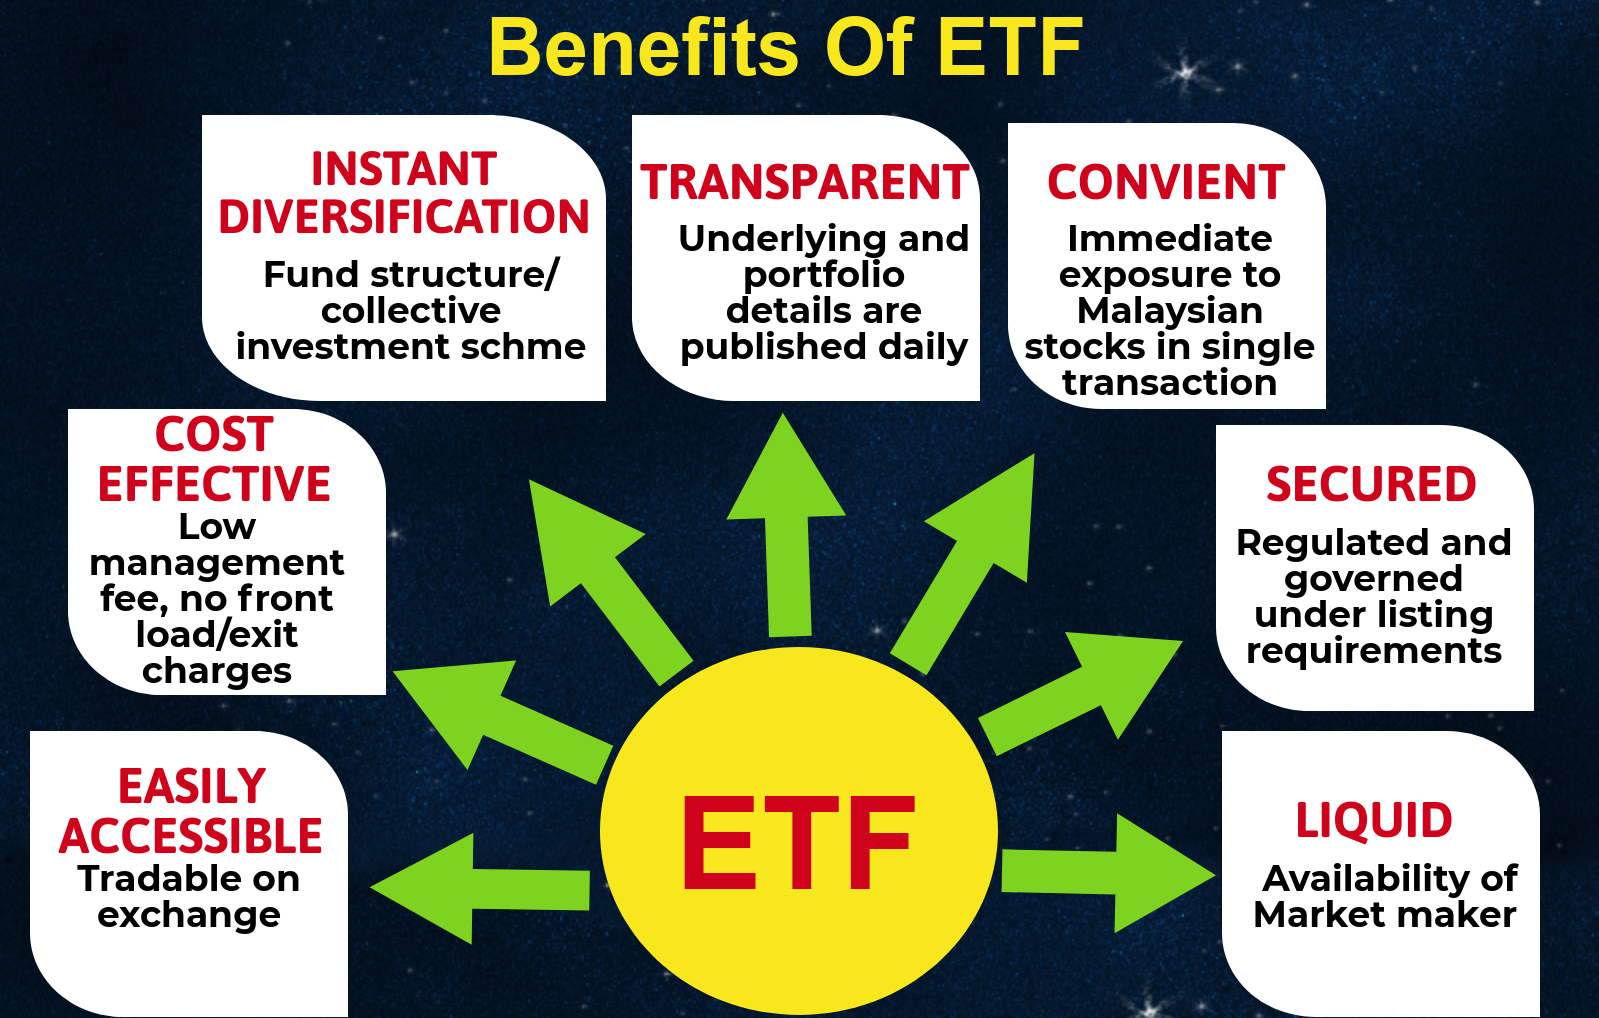 Benefits Of ETF
INSTANT
DIVERSIFICATION
Fund structure/
collective
investment schme
TRANSPARENT
Underlying and
portfolio
details are
published daily
CONVIENT
Immediate
exposure to
Malaysian
stocks in single
transaction
COST
EFFECTIVE
Low
management
fee, no front
load/exit
charges
SECURED
Regulated and
governed
under listing
requirements
EASILY
ACCESSIBLE
Tradable on
exchange
ETF
LIQUID
Availability of
Market maker